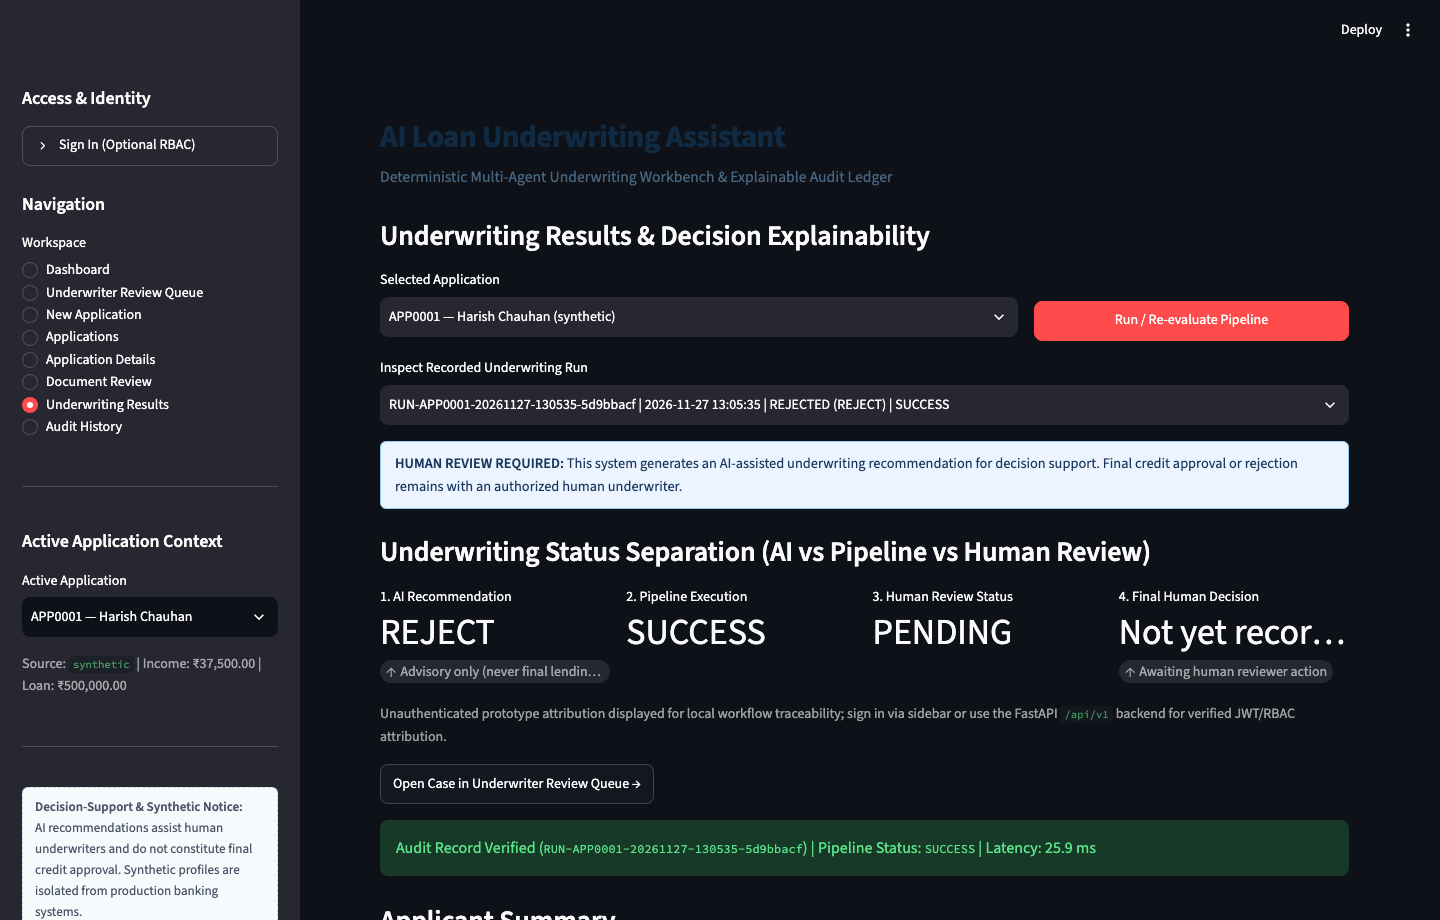 Deploy
Access & Identity
Sign In (Optional RBAC)
Navigation
Workspace
Dashboard
Underwriter Review Queue
New Application
Applications
Application Details
Document Review
Underwriting Results
Audit History
Active Application Context
Active Application
APP0001 — Harish Chauhan
Source: synthetic | Income: ₹37,500.00 |
Loan: ₹500,000.00
Decision-Support & Synthetic Notice:
AI recommendations assist human
underwriters and do not constitute final
credit approval. Synthetic profiles are
isolated from production banking
systems.
AI Loan Underwriting Assistant
Deterministic Multi-Agent Underwriting Workbench & Explainable Audit Ledger
Underwriting Results & Decision Explainability
Selected Application
APP0001 — Harish Chauhan (synthetic)
Run / Re-evaluate Pipeline
Inspect Recorded Underwriting Run
RUN-APP0001-20261127-130535-5d9bbacf | 2026-11-27 13:05:35 | REJECTED (REJECT) | SUCCESS
HUMAN REVIEW REQUIRED: This system generates an AI-assisted underwriting recommendation for decision support. Final credit approval or rejection
remains with an authorized human underwriter.
Underwriting Status Separation (AI vs Pipeline vs Human Review)
1. AI Recommendation
REJECT
↑ Advisory only (never final lendin…
2. Pipeline Execution
SUCCESS
3. Human Review Status
PENDING
4. Final Human Decision
Not yet recor…
↑ Awaiting human reviewer action
Unauthenticated prototype attribution displayed for local workflow traceability; sign in via sidebar or use the FastAPI /api/v1 backend for verified JWT/RBAC
attribution.
Open Case in Underwriter Review Queue →
Audit Record Verified (RUN-APP0001-20261127-130535-5d9bbacf) | Pipeline Status: SUCCESS | Latency: 25.9 ms
Applicant Summary